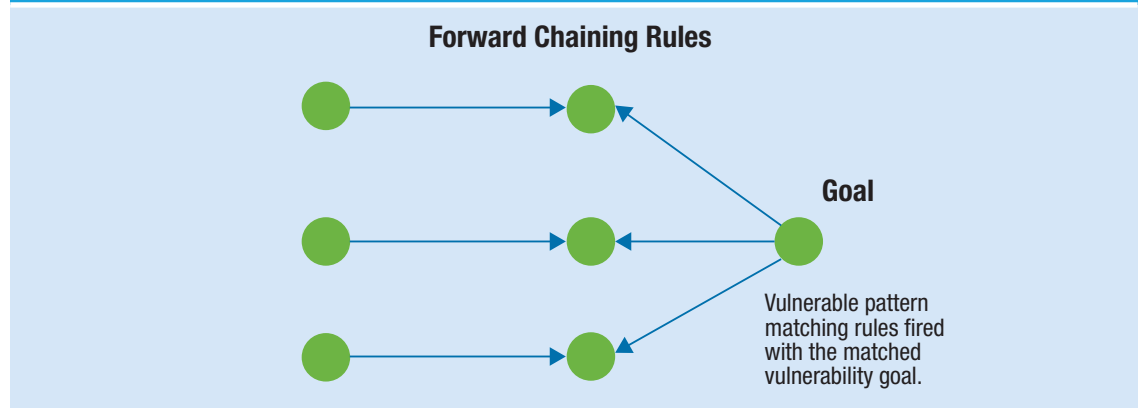 Forward Chaining Rules
Goal
Vulnerable pattern
matching rules fired
with the matched
vulnerability goal.